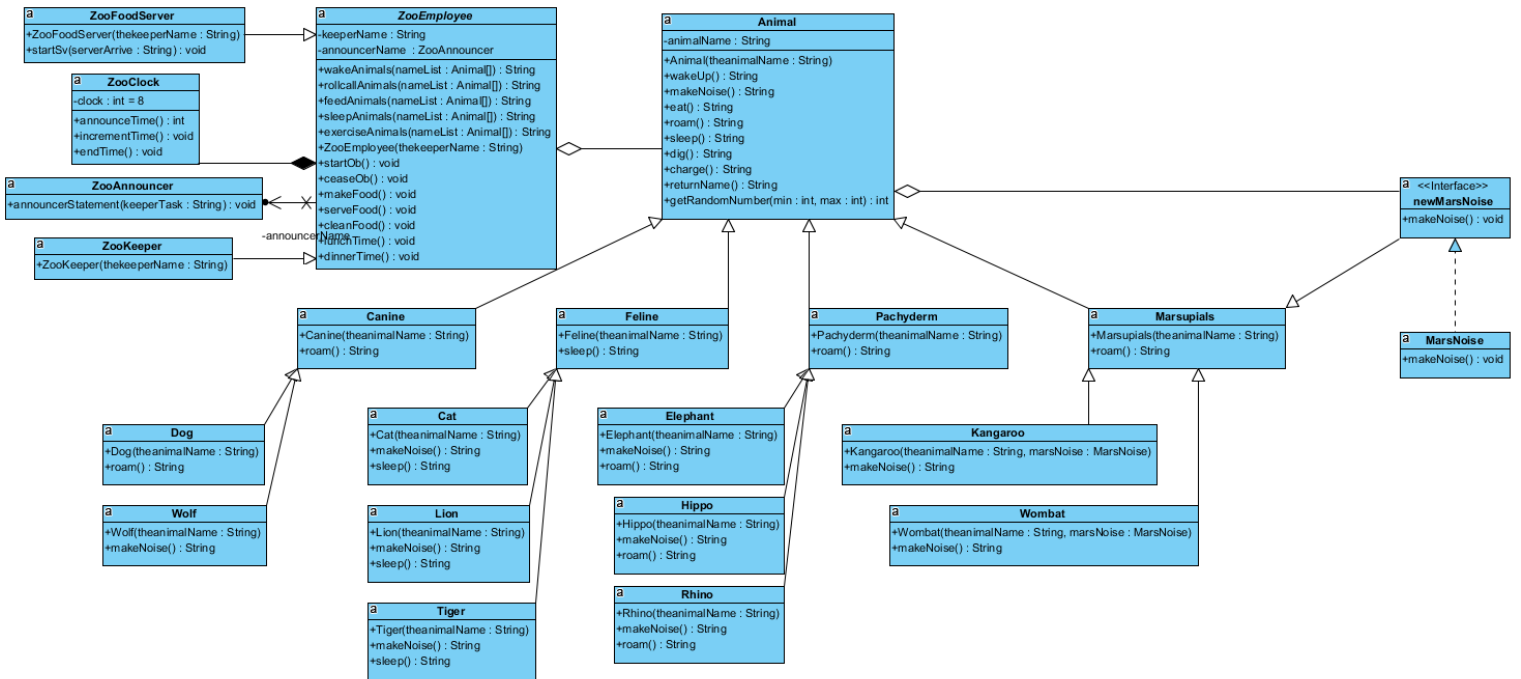 a
ZooFoodServer
+ZooFoodServer(thekeeperName : String)
+startSv(serverArrive : String) : void
a
ZooClock
-clock : int = 8
+announceTime() : int
+incrementTime() : void
+endTime() : void
a
ZooAnnouncer
+announcerStatement(keeperTask : String) : void
a
ZooKeeper
+ZooKeeper(thekeeperName : String)
a
ZooEmployee
-keeperName : String
-announcerName : ZooAnnouncer
+wakeAnimals(nameList : Animal[]) : String
+rollcallAnimals(nameList : Animal[]) : String
+feedAnimals(nameList : Animal[]) : String
+sleepAnimals(nameList : Animal[]) : String
+exerciseAnimals(nameList : Animal[]) : String
+ZooEmployee(thekeeperName : String)
+startOb() : void
+ceaseOb() : void
+makeFood() : void
+serveFood() : void
+cleanFood() : void
-announcerName
+lunchTime() : void
+dinnerTime() : void
a
Animal
-animalName : String
+Animal(theanimalName : String)
+wakeUp() : String
+makeNoise() : String
+eat() : String
+roam() : String
+sleep() : String
+dig() : String
+charge() : String
+returnName() : String
+getRandomNumber(min : int, max : int) : int
a
<<Interface>>
newMarsNoise
+makeNoise() : void
a
MarsNoise
+makeNoise() : void
a
Canine
+Canine(theanimalName : String)
+roam() : String
a
Feline
+Feline(theanimalName : String)
+sleep() : String
a
Pachyderm
+Pachyderm(theanimalName : String)
+roam() : String
a
Marsupials
+Marsupials(theanimalName : String)
+roam() : String
a
Dog
+Dog(theanimalName : String)
+roam() : String
a
Wolf
+Wolf(theanimalName : String)
+makeNoise() : String
a
Cat
+Cat(theanimalName : String)
+makeNoise() : String
+sleep() : String
a
Lion
+Lion(theanimalName : String)
+makeNoise() : String
+sleep() : String
a
Tiger
+Tiger(theanimalName : String)
+makeNoise() : String
+sleep() : String
a
Elephant
+Elephant(theanimalName : String)
+makeNoise() : String
+roam() : String
a
Hippo
+Hippo(theanimalName : String)
+makeNoise() : String
+roam() : String
a
Rhino
+Rhino(theanimalName : String)
+makeNoise() : String
+roam() : String
a
Kangaroo
+Kangaroo(theanimalName : String, marsNoise : MarsNoise)
+makeNoise() : String
a
Wombat
+Wombat(theanimalName : String, marsNoise : MarsNoise)
+makeNoise() : String